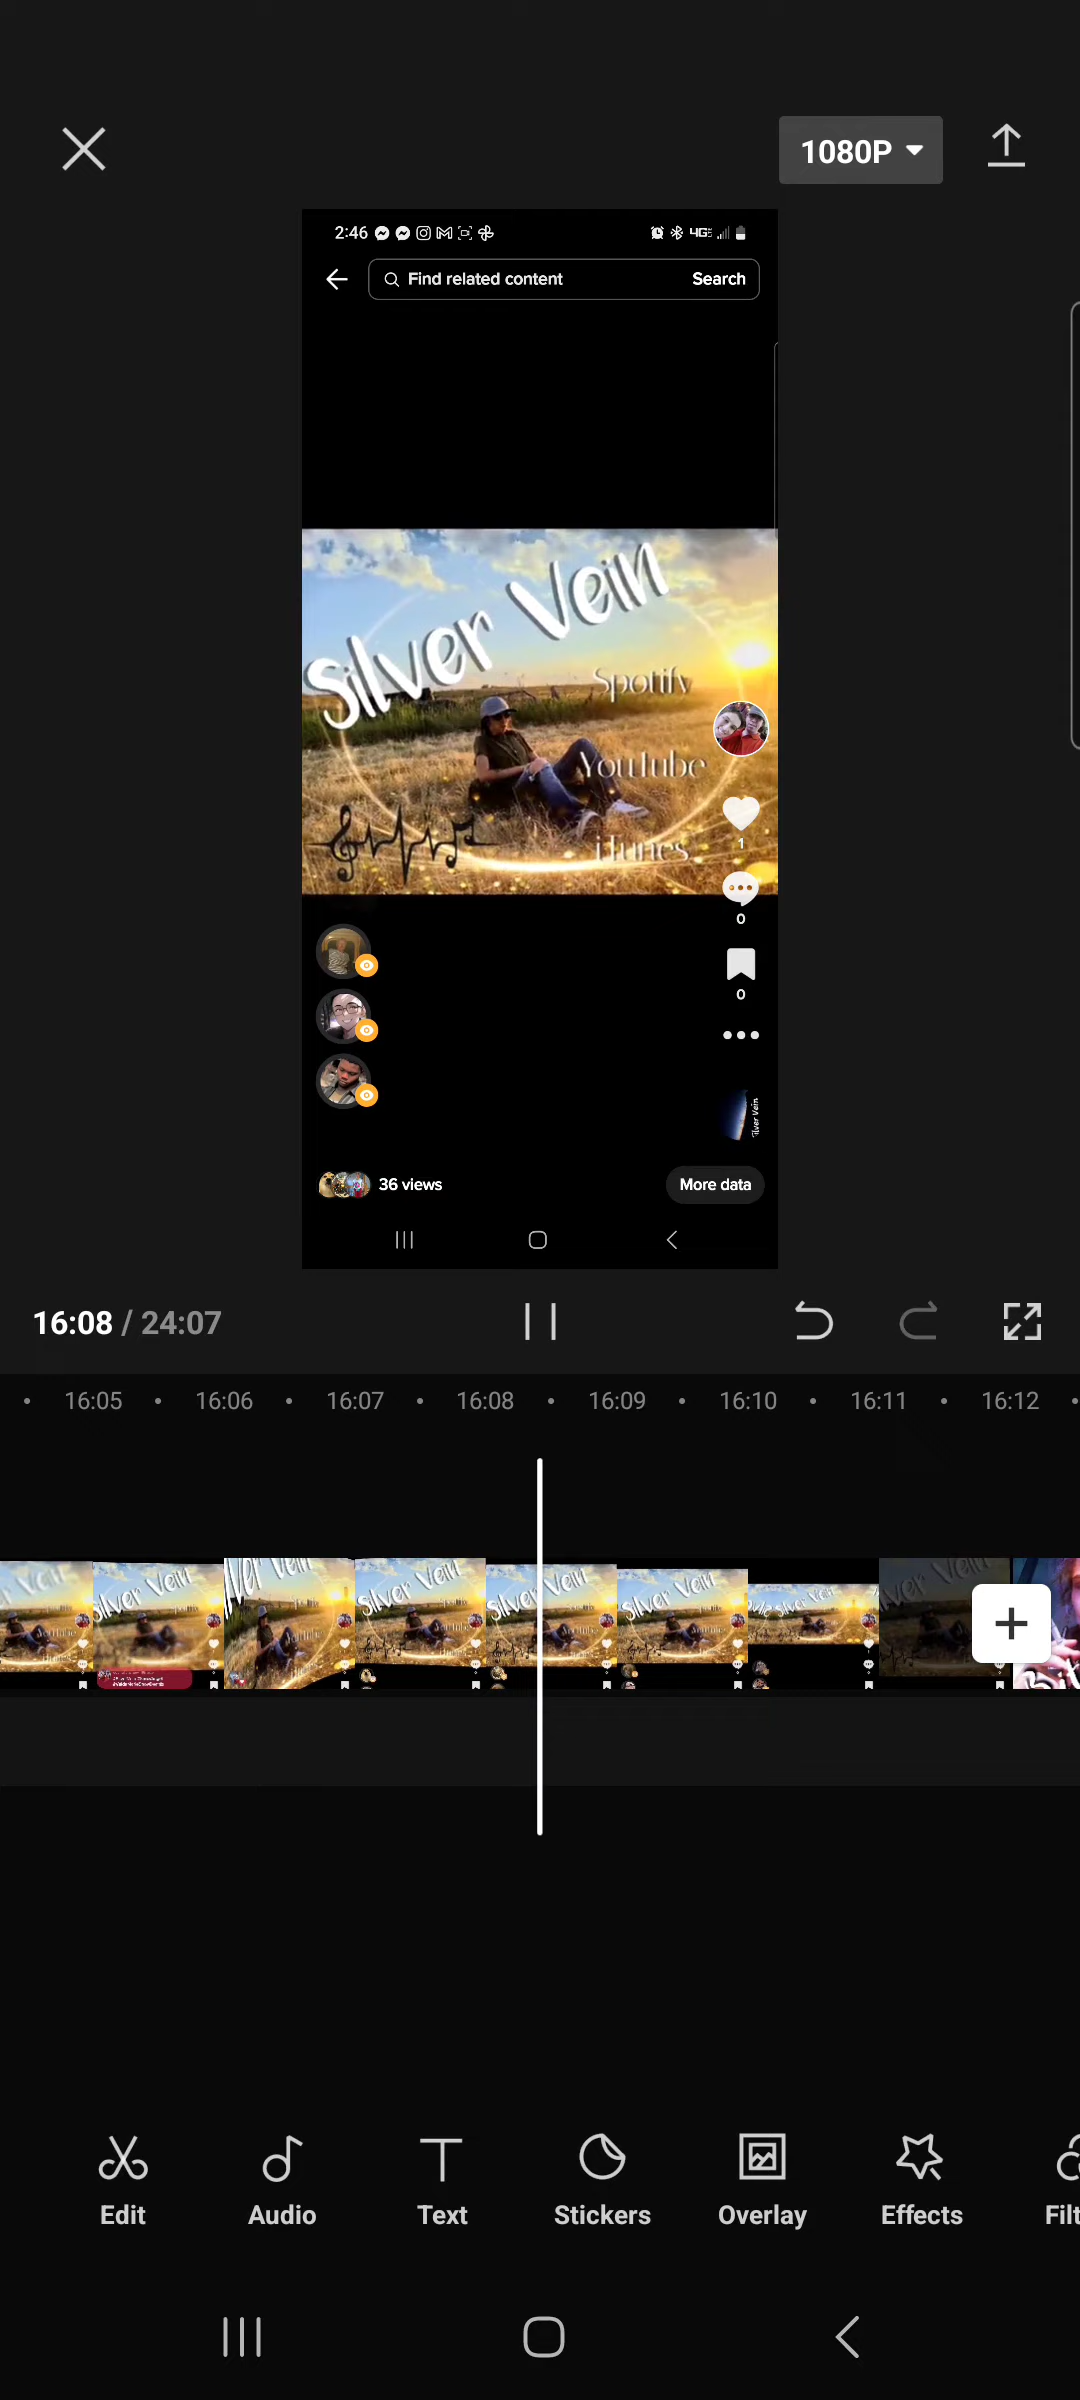 1080P
2:46 4G
Find related content Search
Silver Vein
Spotify
YouTube
iTunes
1
0
0
36 views More data
16:08 / 24:07
16:05 16:06 16:07 16:08 16:09 16:10 16:11 16:12
Edit Audio Text Stickers Overlay Effects Filt